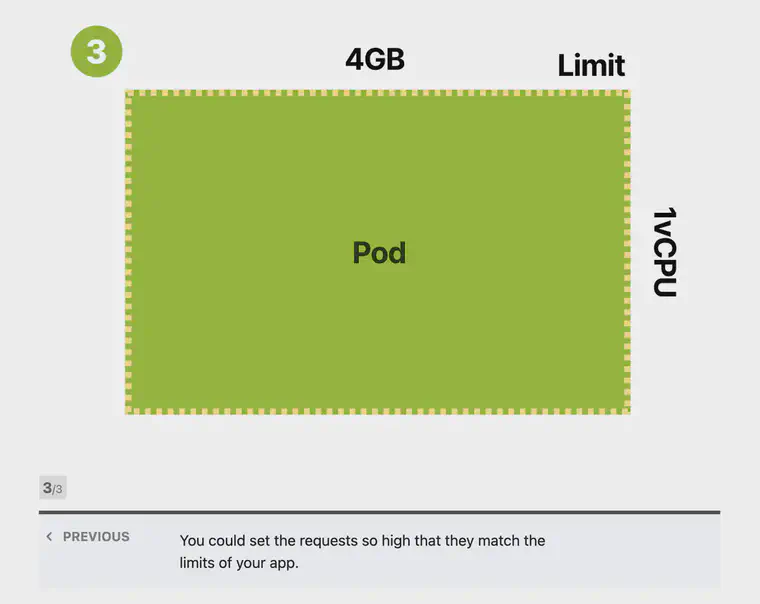 3
4GB
Limit
Pod
1vCPU
3/3
PREVIOUS
You could set the requests so high that they match the
limits of your app.